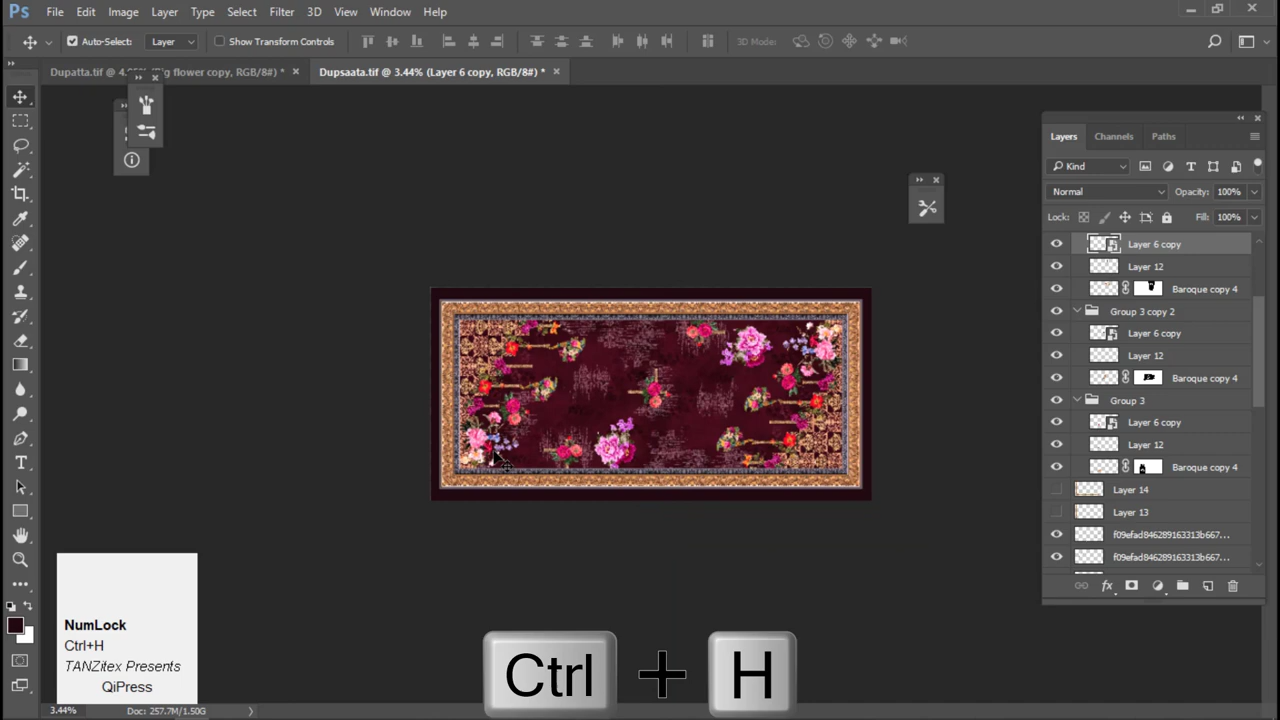 Ps File Edit Image Layer Type Select Filter 3D View Window Help
Auto-Select: Layer Show Transform Controls 3D Mode:
Dupsaata.tif @ 3.44% (Layer 6 copy, RGB/8#) *
Dupatta.tif @ 4. ig flower copy, RGB/8#) *
Layers Channels Paths
Kind
Normal Opacity: 100%
Lock: Fill: 100%
Layer 6 copy
Layer 12
Baroque copy 4
Group 3 copy 2
Layer 6 copy
Layer 12
Baroque copy 4
Group 3
Layer 6 copy
Layer 12
Baroque copy 4
Layer 14
Layer 13
f09efad846289163313b667...
f09efad846289163313b667...
fx
NumLock
Ctrl+H
TANZitex Presents
QiPress
Ctrl + H
3.44% Doc: 257.7M/1.50G